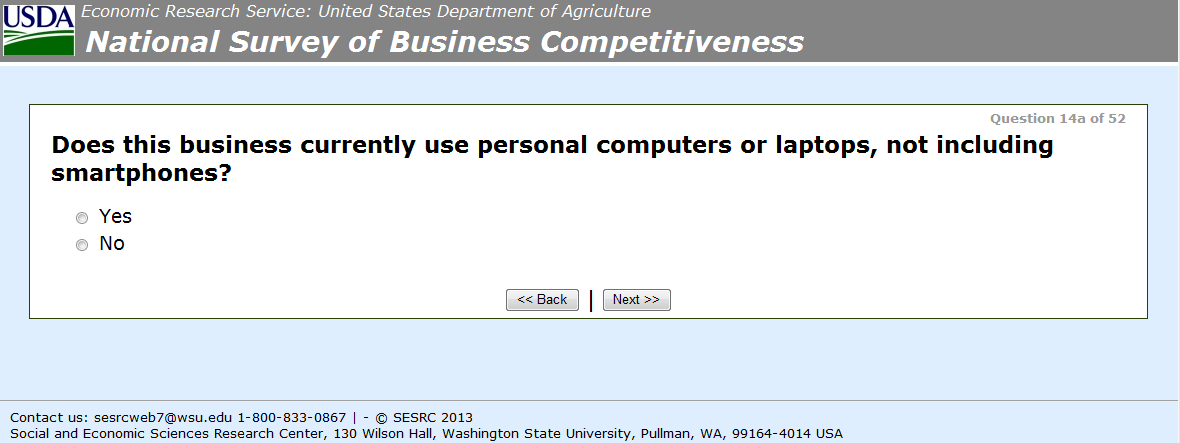 USDA
Economic Research Service: United States Department of Agriculture
National Survey of Business Competitiveness
Question 14a of 52
Does this business currently use personal computers or laptops, not including
smartphones?
Yes
No
<< Back | Next >>
Contact us: sesrcweb7@wsu.edu 1-800-833-0867 | - © SESRC 2013
Social and Economic Sciences Research Center, 130 Wilson Hall, Washington State University, Pullman, WA, 99164-4014 USA